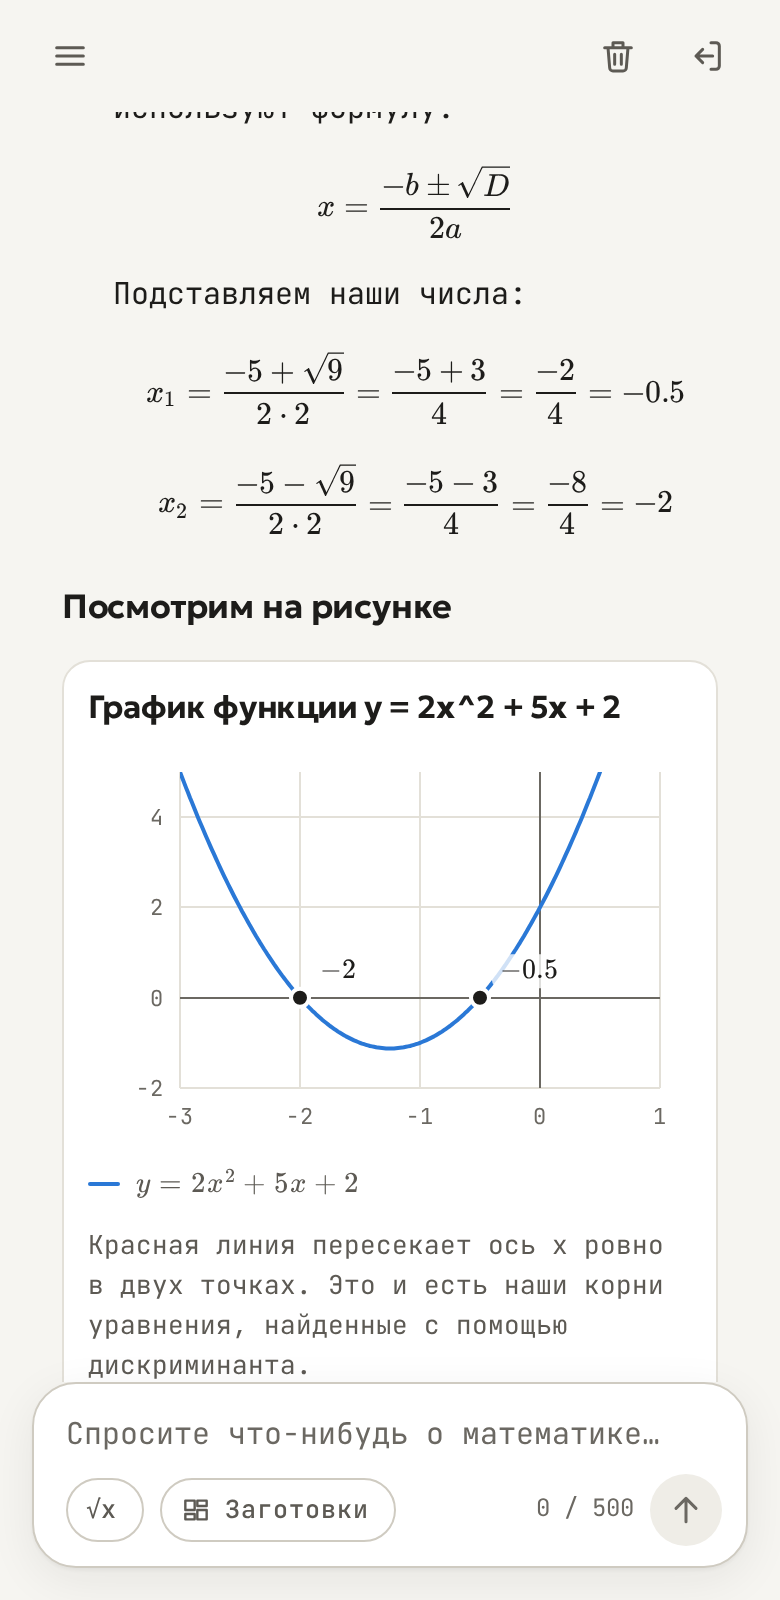 используют формулу:
x = (−b ± √D) / 2a
Подставляем наши числа:
x₁ = (−5 + √9) / (2 · 2) = (−5 + 3) / 4 = −2 / 4 = −0.5
x₂ = (−5 − √9) / (2 · 2) = (−5 − 3) / 4 = −8 / 4 = −2
Посмотрим на рисунке
График функции y = 2x^2 + 5x + 2
4
2
−2 −0.5
0
-2
-3 -2 -1 0 1
y = 2x² + 5x + 2
Красная линия пересекает ось x ровно
в двух точках. Это и есть наши корни
уравнения, найденные с помощью
дискриминанта.
Спросите что-нибудь о математике…
√x Заготовки 0 / 500